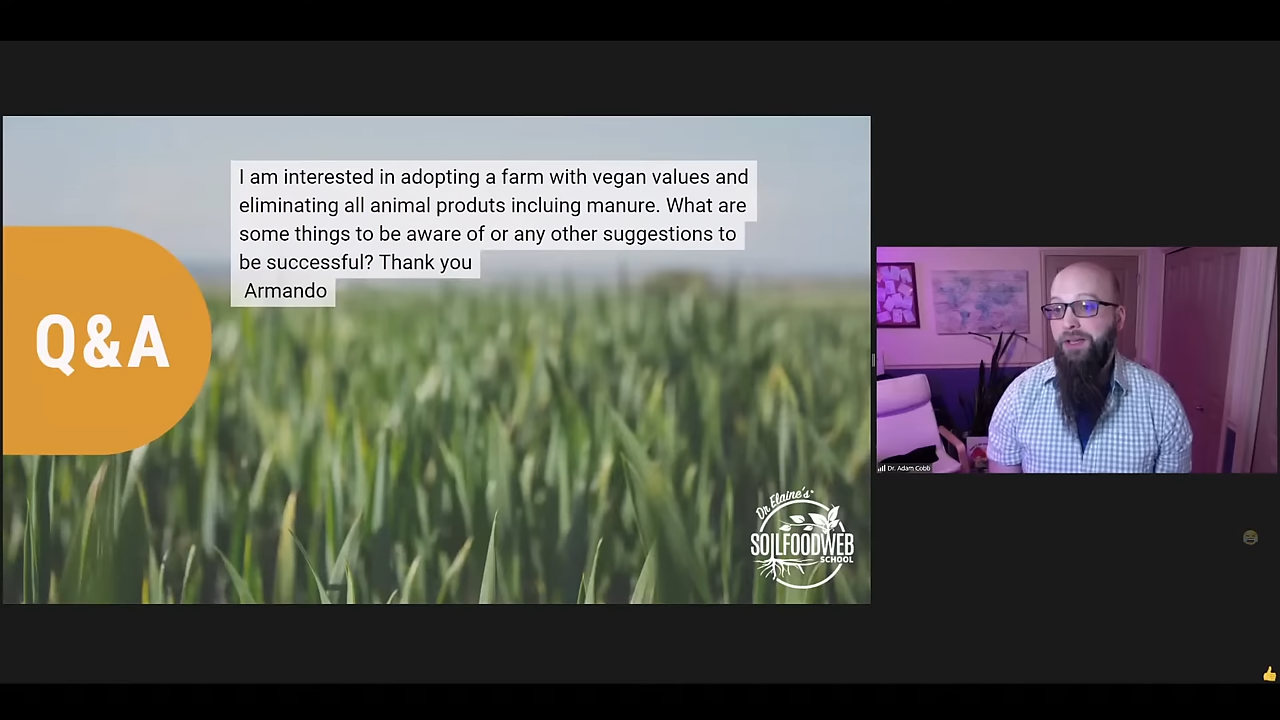 I am interested in adopting a farm with vegan values and
eliminating all animal produts incluing manure. What are
some things to be aware of or any other suggestions to
be successful? Thank you
Armando
Q&A
Dr. Elaine's
SOILFOODWEB
SCHOOL
Dr. Adam Cobb